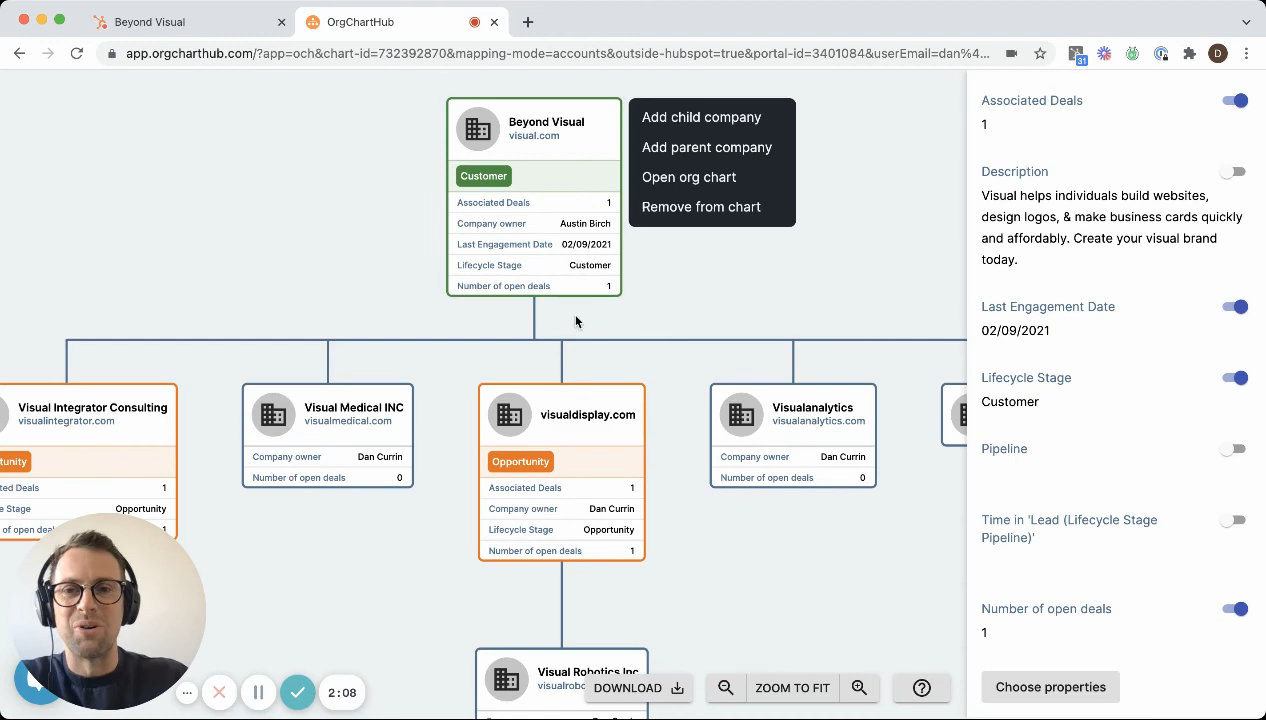 Beyond Visual
OrgChartHub
app.orgcharthub.com/?app=och&chart-id=732392870&mapping-mode=accounts&outside-hubspot=true&portal-id=3401084&userEmail=dan%4...
31
D
Beyond Visual
visual.com
Customer
Associated Deals 1
Company owner Austin Birch
Last Engagement Date 02/09/2021
Lifecycle Stage Customer
Number of open deals 1
Add child company
Add parent company
Open org chart
Remove from chart
Visual Integrator Consulting
visualintegrator.com
tunity
ted Deals 1
e Stage Opportunity
of open deal 1
Visual Medical INC
visualmedical.com
Company owner Dan Currin
Number of open deals 0
visualdisplay.com
Opportunity
Associated Deals 1
Company owner Dan Currin
Lifecycle Stage Opportunity
Number of open deals 1
Visualanalytics
visualanalytics.com
Company owner Dan Currin
Number of open deals 0
Visual Robotics Inc
visualrobo
2:08
DOWNLOAD
ZOOM TO FIT
Associated Deals
1
Description
Visual helps individuals build websites,
design logos, & make business cards quickly
and affordably. Create your visual brand
today.
Last Engagement Date
02/09/2021
Lifecycle Stage
Customer
Pipeline
Time in 'Lead (Lifecycle Stage
Pipeline)'
Number of open deals
1
Choose properties